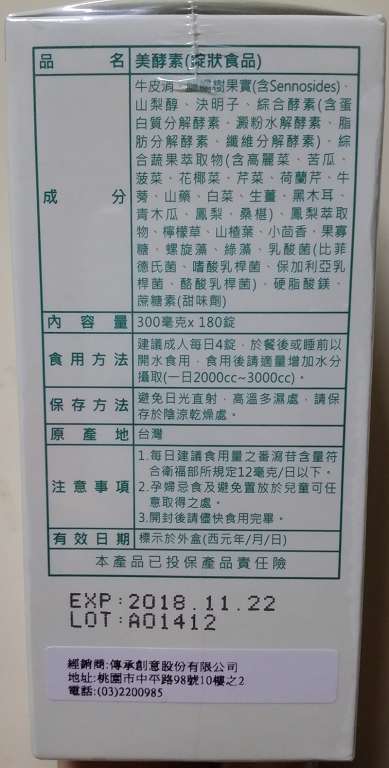 品名 美酵素(錠狀食品)
成分 牛皮消、樹果實(含Sennosides)、
山梨醇、決明子、綜合酵素(含蛋
白質分解酵素、澱粉水解酵素、脂
肪分解酵素、纖維分解酵素)、綜
合蔬果萃取物(含高麗菜、苦瓜、
菠菜、花椰菜、芹菜、荷蘭芹、牛
蒡、山藥、白菜、生薑、黑木耳、
青木瓜、鳳梨、桑椹)、鳳梨萃取
物、檸檬草、山楂葉、小茴香、果寡
糖、螺旋藻、綠藻、乳酸菌(比菲
德氏菌、嗜酸乳桿菌、保加利亞乳
桿菌、酪酸乳桿菌)、硬脂酸鎂、
蔗糖素(甜味劑)
內容量 300毫克x 180錠
食用方法 建議成人每日4錠，於餐後或睡前以
開水食用，食用後請適量增加水分
攝取(一日2000cc~3000cc)。
保存方法 避免日光直射，高溫多濕處，請保
存於陰涼乾燥處。
原產地 台灣
注意事項 1.每日建議食用量之番瀉苷含量符
合衛福部所規定12毫克/日以下。
2.孕婦忌食及避免置放於兒童可任
意取得之處。
3.開封後請儘快食用完畢。
有效日期 標示於外盒(西元年/月/日)
本產品已投保產品責任險
EXP:2018.11.22
LOT:A01412
經銷商:傳承創意股份有限公司
地址:桃園市中平路98號10樓之2
電話:(03)2200985